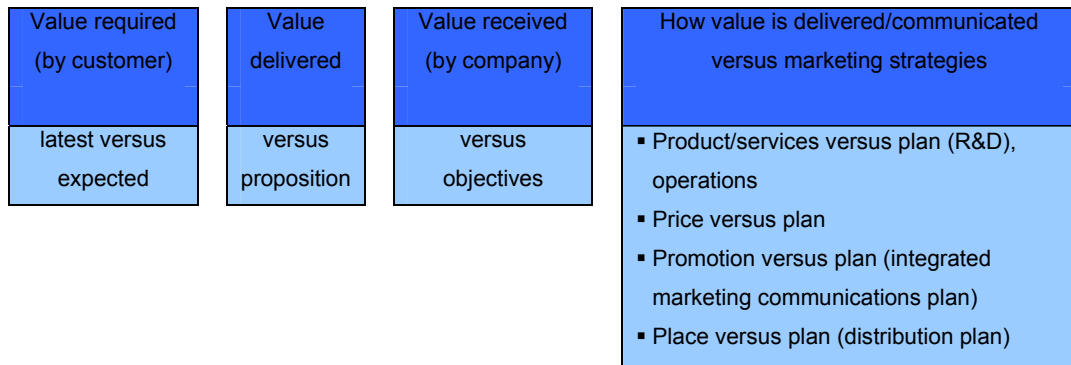 Value required
(by customer)
latest versus
expected
Value
delivered
versus
proposition
Value received
(by company)
versus
objectives
How value is delivered/communicated
versus marketing strategies
▪ Product/services versus plan (R&D),
operations
▪ Price versus plan
▪ Promotion versus plan (integrated
marketing communications plan)
▪ Place versus plan (distribution plan)